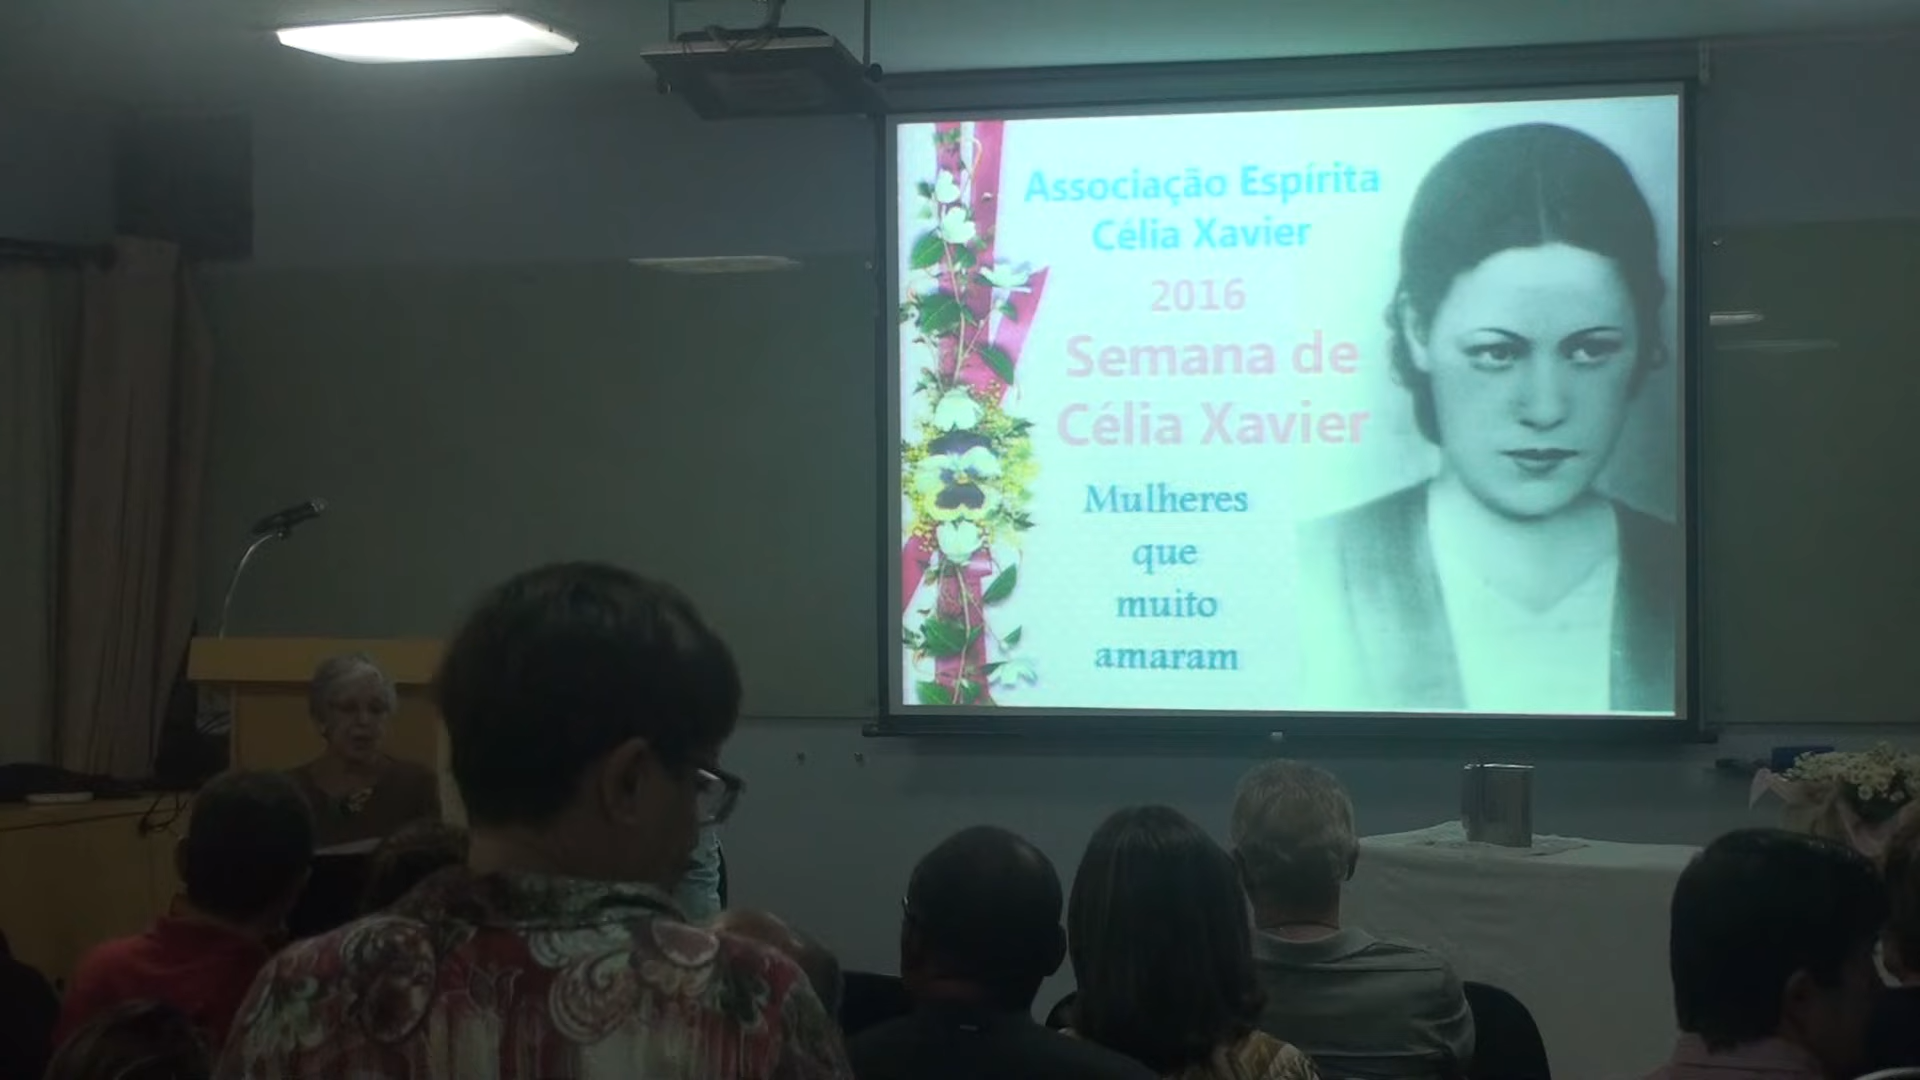 Associação Espírita
Célia Xavier
2016
Semana de
Célia Xavier
Mulheres
que
muito
amaram